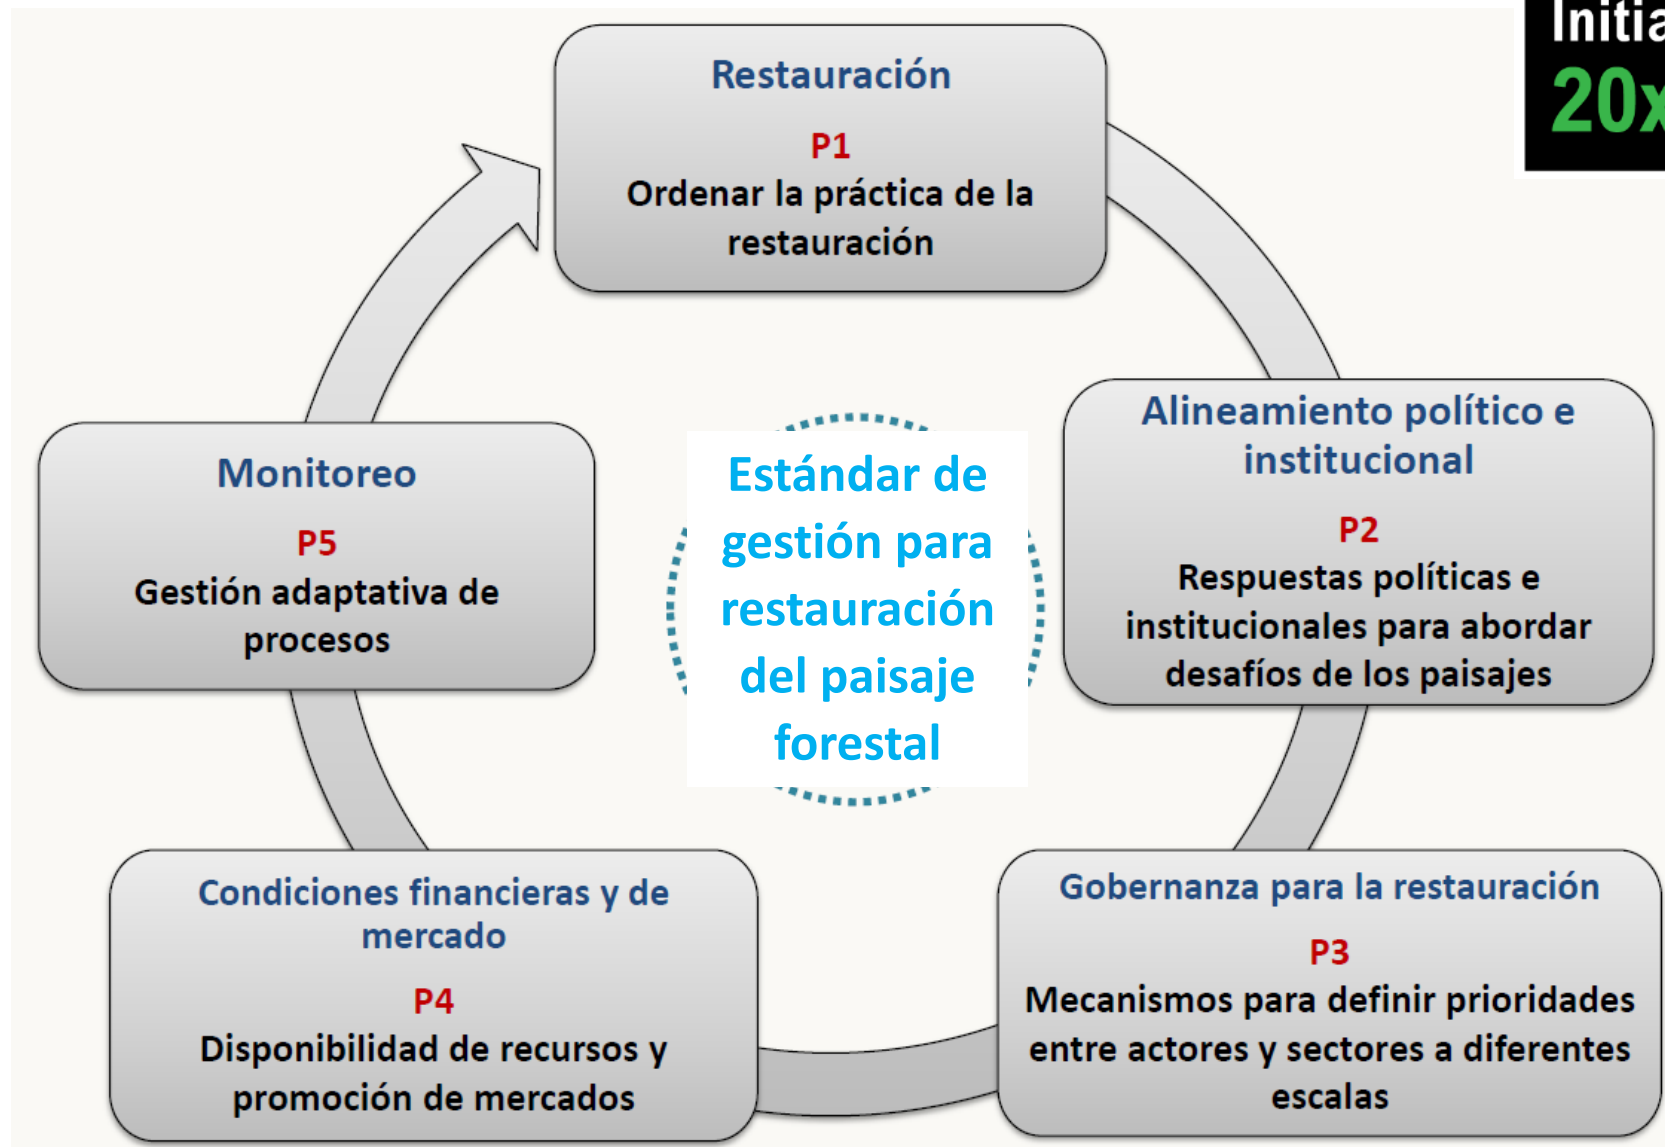 Restauración
P1
Ordenar la práctica de la
restauración
Alineamiento político e
institucional
P2
Respuestas políticas e
institucionales para abordar
desafíos de los paisajes
Gobernanza para la restauración
P3
Mecanismos para definir prioridades
entre actores y sectores a diferentes
escalas
Condiciones financieras y de
mercado
P4
Disponibilidad de recursos y
promoción de mercados
Monitoreo
P5
Gestión adaptativa de
procesos
Estándar de
gestión para
restauración
del paisaje
forestal
20x